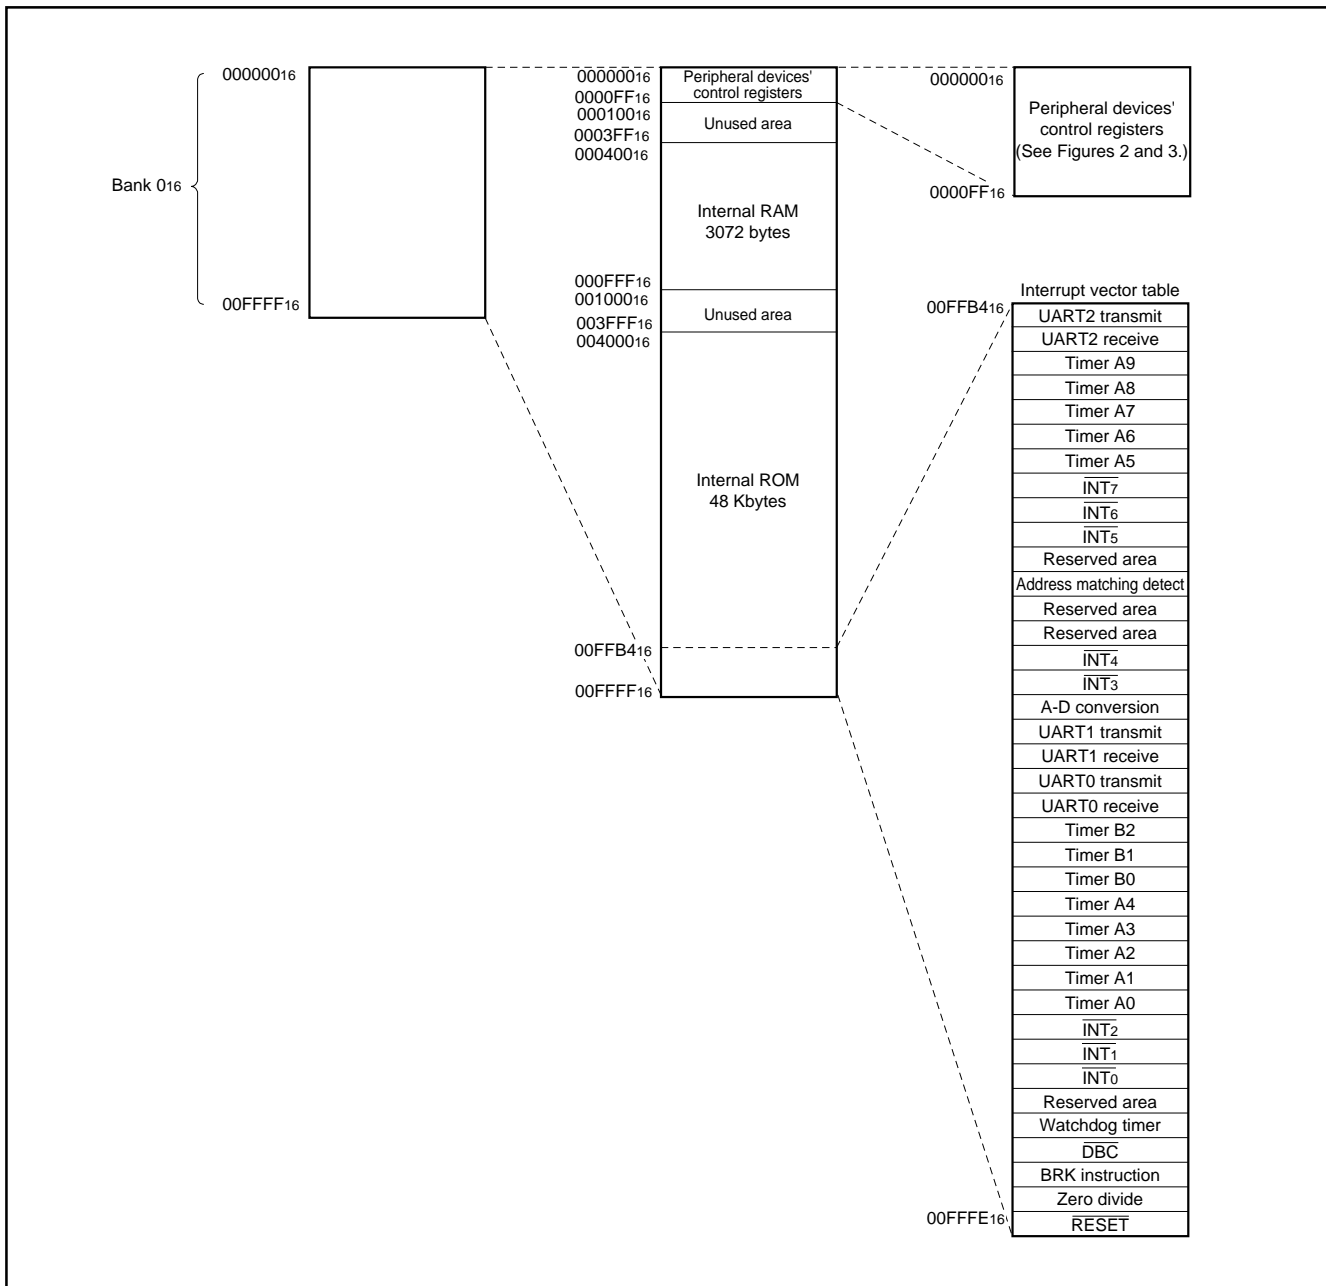 Bank 016
00000016
00FFFF16
00000016
0000FF16
00010016
0003FF16
00040016
000FFF16
00100016
003FFF16
00400016
00FFB416
00FFFF16
Peripheral devices'
control registers
Unused area
Internal RAM
3072 bytes
Unused area
Internal ROM
48 Kbytes
00000016
0000FF16
Peripheral devices'
control registers
(See Figures 2 and 3.)
Interrupt vector table
00FFB416
UART2 transmit
UART2 receive
Timer A9
Timer A8
Timer A7
Timer A6
Timer A5
INT7
INT6
INT5
Reserved area
Address matching detect
Reserved area
Reserved area
INT4
INT3
A-D conversion
UART1 transmit
UART1 receive
UART0 transmit
UART0 receive
Timer B2
Timer B1
Timer B0
Timer A4
Timer A3
Timer A2
Timer A1
Timer A0
INT2
INT1
INT0
Reserved area
Watchdog timer
DBC
BRK instruction
Zero divide
00FFFE16
RESET